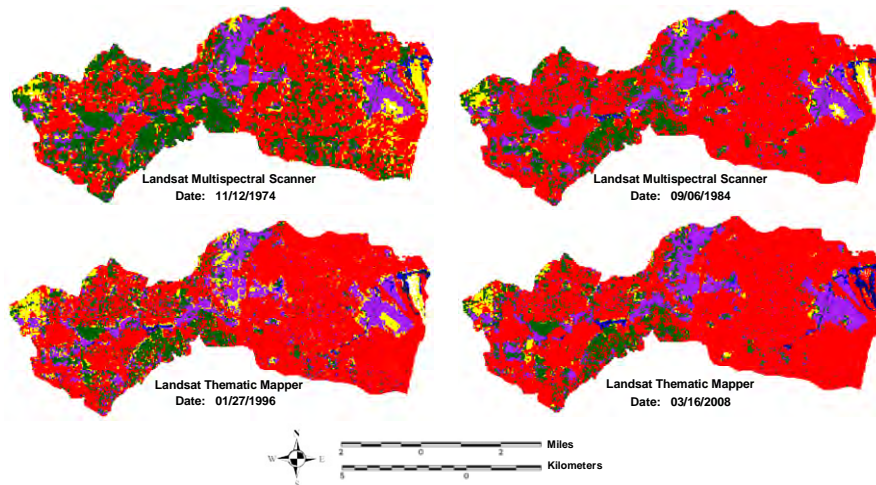 Landsat Multispectral Scanner
Date: 11/12/1974
Landsat Multispectral Scanner
Date: 09/06/1984
Landsat Thematic Mapper
Date: 01/27/1996
Landsat Thematic Mapper
Date: 03/16/2008
N
W E
S
2 0 2 Miles
5 0 Kilometers